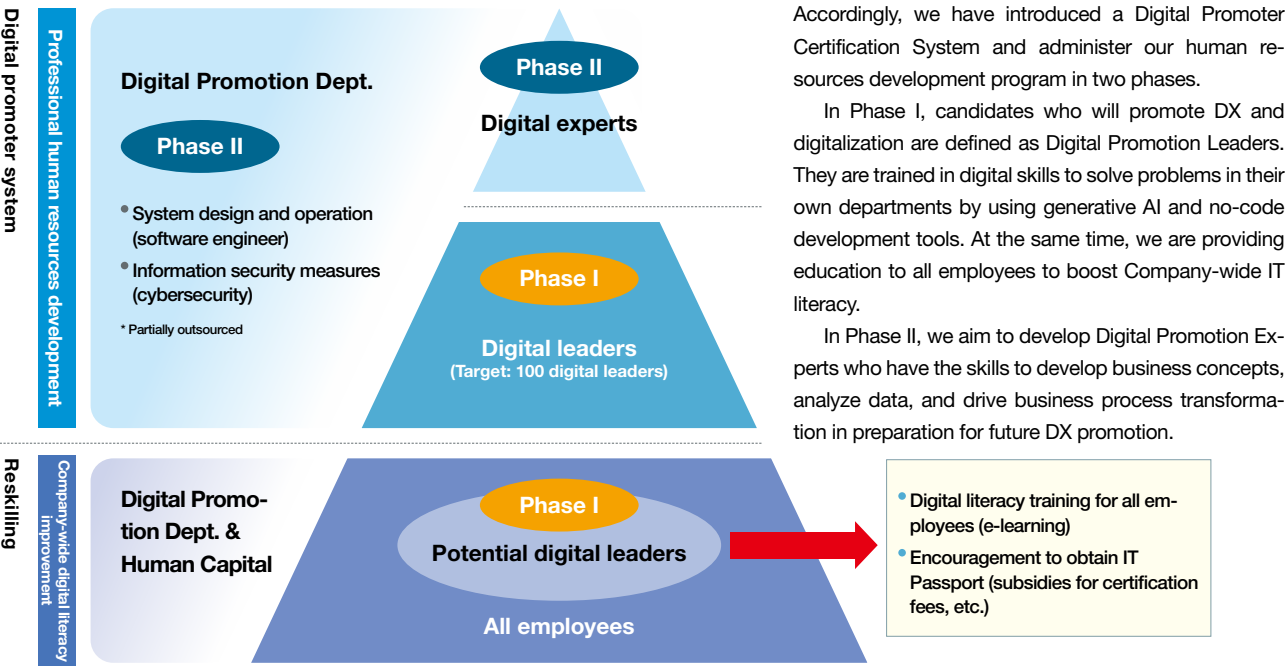 Digital promoter system
Professional human resources development
Digital Promotion Dept.
Phase II
• System design and operation
(software engineer)
• Information security measures
(cybersecurity)
* Partially outsourced
Phase II
Digital experts
Phase I
Digital leaders
(Target: 100 digital leaders)
Reskilling
Company-wide digital literacy
improvement
Digital Promo-
tion Dept. &
Human Capital
Phase I
Potential digital leaders
All employees
• Digital literacy training for all em-
ployees (e-learning)
• Encouragement to obtain IT
Passport (subsidies for certification
fees, etc.)
Accordingly, we have introduced a Digital Promoter
Certification System and administer our human re-
sources development program in two phases.
In Phase I, candidates who will promote DX and
digitalization are defined as Digital Promotion Leaders.
They are trained in digital skills to solve problems in their
own departments by using generative AI and no-code
development tools. At the same time, we are providing
education to all employees to boost Company-wide IT
literacy.
In Phase II, we aim to develop Digital Promotion Ex-
perts who have the skills to develop business concepts,
analyze data, and drive business process transforma-
tion in preparation for future DX promotion.